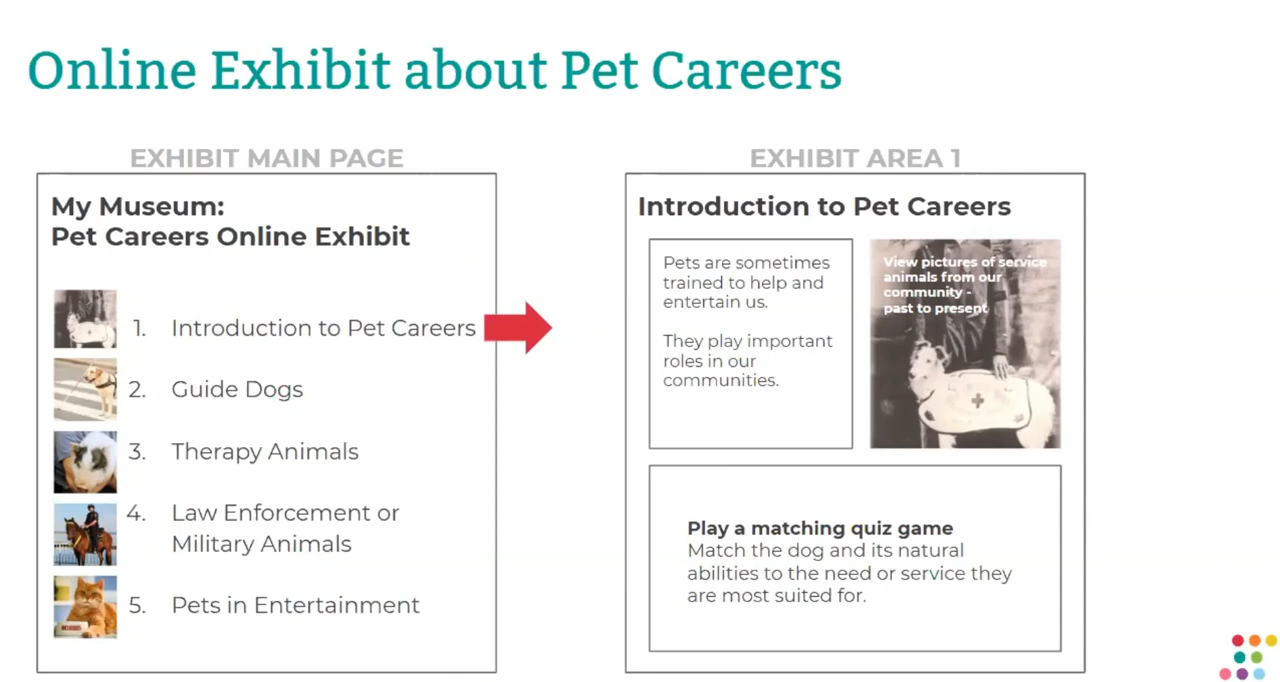 Online Exhibit about Pet Careers
EXHIBIT MAIN PAGE
My Museum:
Pet Careers Online Exhibit
1. Introduction to Pet Careers
2. Guide Dogs
3. Therapy Animals
4. Law Enforcement or
Military Animals
5. Pets in Entertainment
EXHIBIT AREA 1
Introduction to Pet Careers
Pets are sometimes
trained to help and
entertain us.
They play important
roles in our
communities.
View pictures of service
animals from our
community -
past to present
Play a matching quiz game
Match the dog and its natural
abilities to the need or service they
are most suited for.